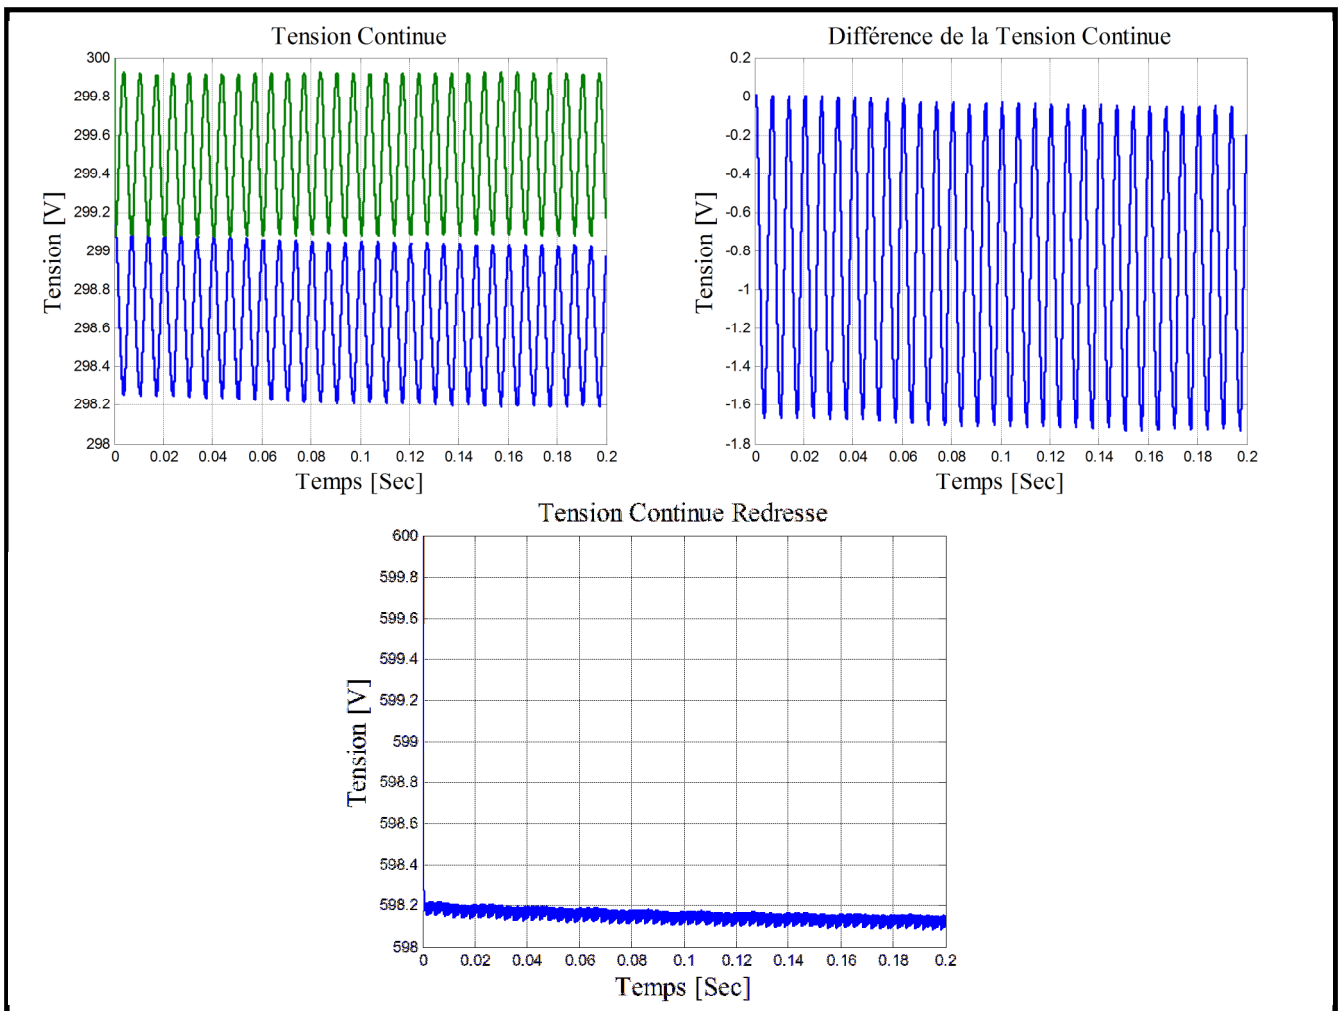 Tension Continue
300
299.8
299.6
299.4
299.2
299
298.8
298.6
298.4
298.2
298
Tension [V]
0 0.02 0.04 0.06 0.08 0.1 0.12 0.14 0.16 0.18 0.2
Temps [Sec]
Différence de la Tension Continue
0.2
0
-0.2
-0.4
-0.6
-0.8
-1
-1.2
-1.4
-1.6
-1.8
Tension [V]
0 0.02 0.04 0.06 0.08 0.1 0.12 0.14 0.16 0.18 0.2
Temps [Sec]
Tension Continue Redresse
600
599.8
599.6
599.4
599.2
599
598.8
598.6
598.4
598.2
598
Tension [V]
0 0.02 0.04 0.06 0.08 0.1 0.12 0.14 0.16 0.18 0.2
Temps [Sec]